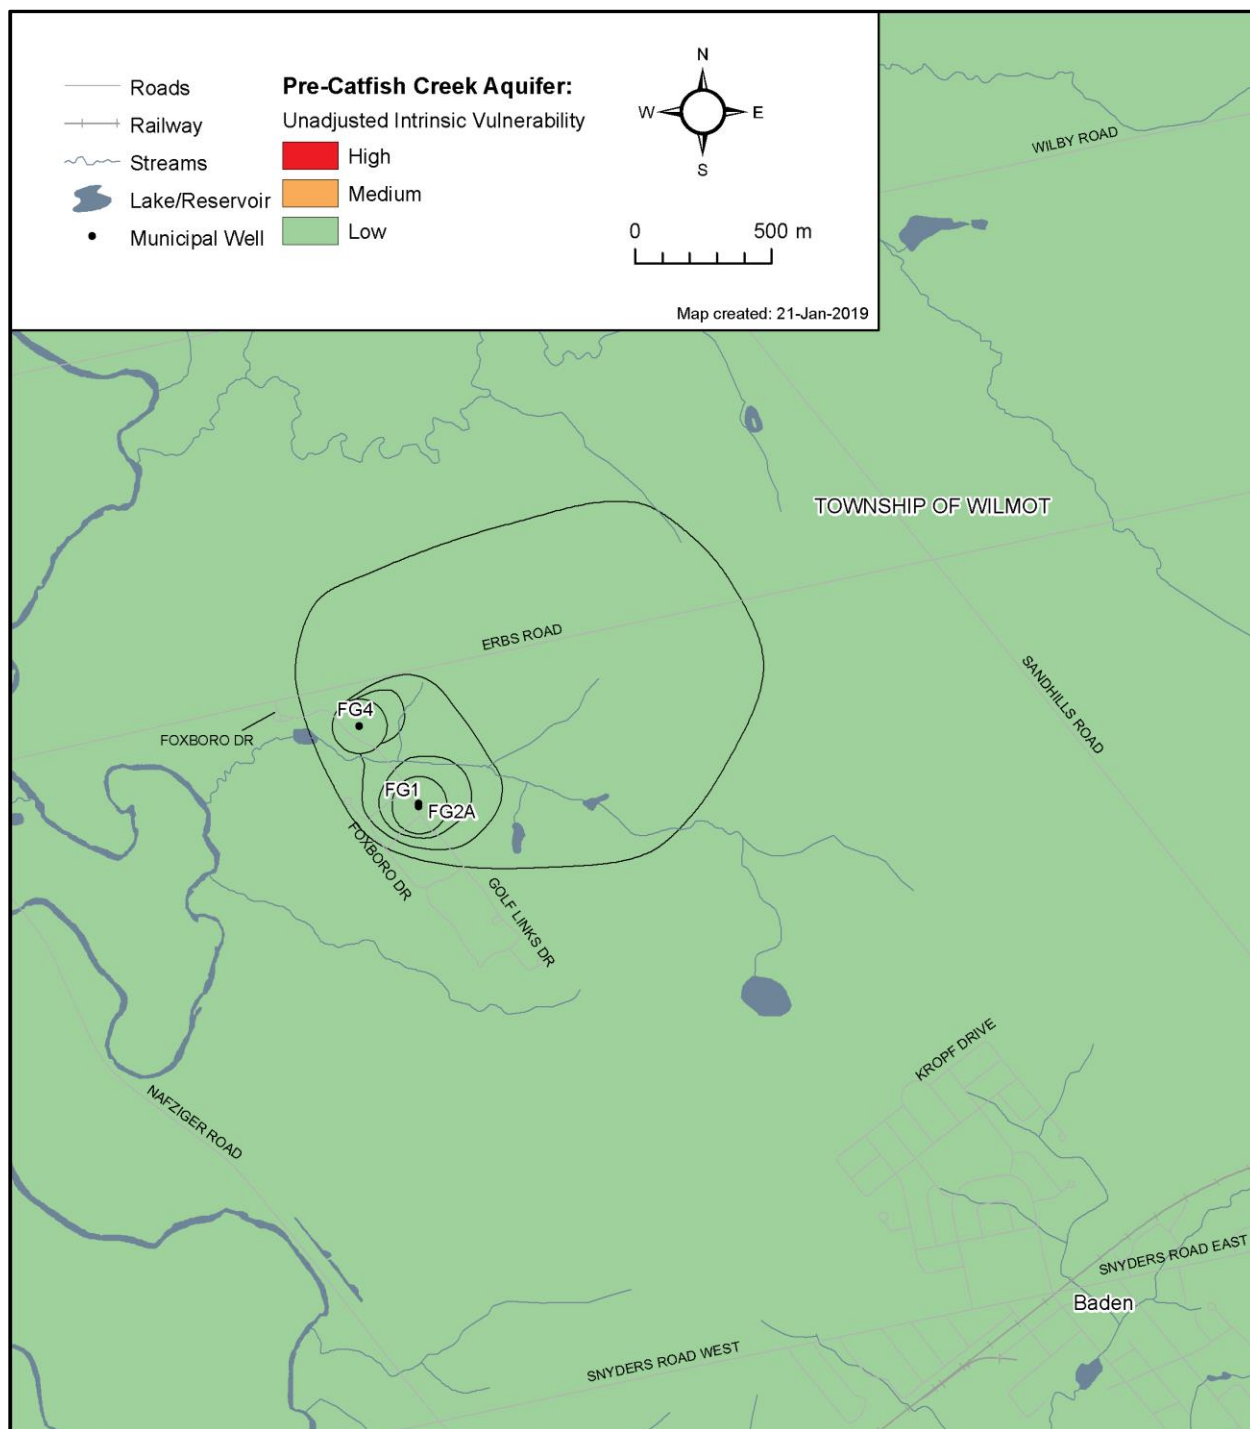 Roads
Railway
Streams
Lake/Reservoir
Municipal Well
Pre-Catfish Creek Aquifer:
Unadjusted Intrinsic Vulnerability
High
Medium
Low
N
W E
S
0 500 m
Map created: 21-Jan-2019
WILBY ROAD
TOWNSHIP OF WILMOT
ERBS ROAD
SANDHILLS ROAD
FG4
FOXBORO DR
FG1
FG2A
FOXBORO DR
GOLF LINKS DR
NAFZIGER ROAD
KROPF DRIVE
SNYDERS ROAD EAST
Baden
SNYDERS ROAD WEST